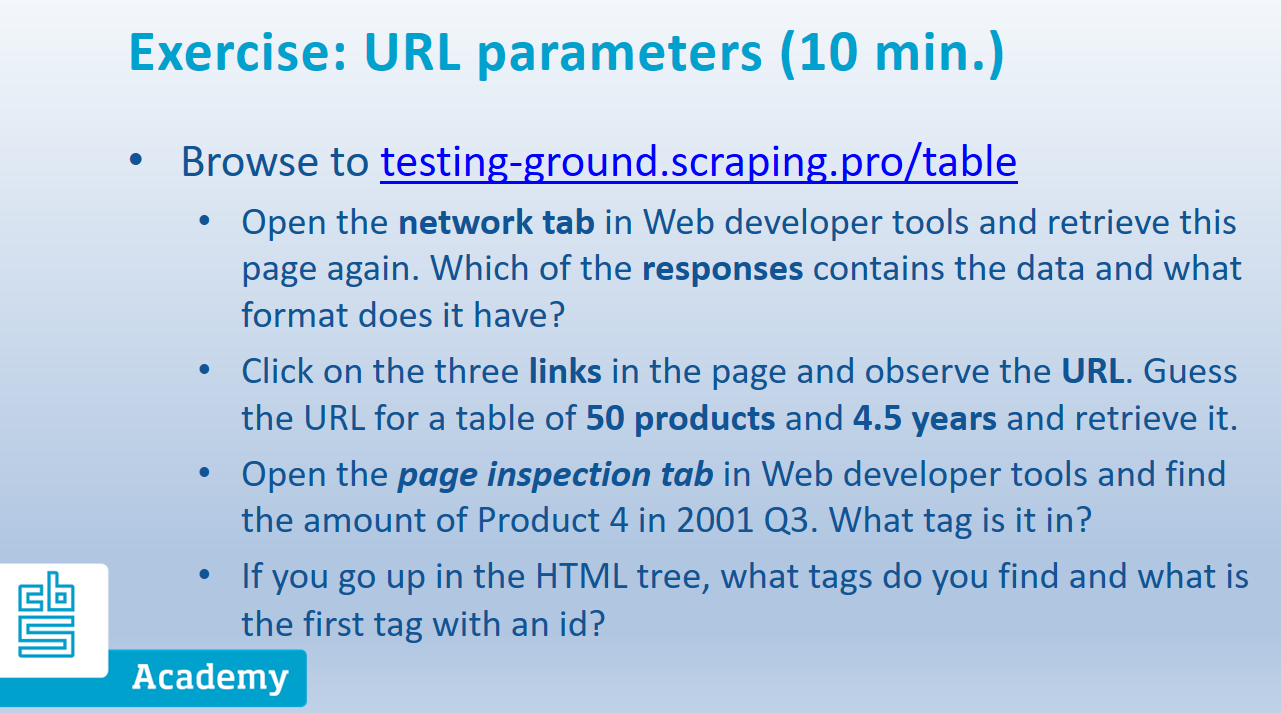 Exercise: URL parameters (10 min.)
• Browse to testing-ground.scraping.pro/table
• Open the network tab in Web developer tools and retrieve this
page again. Which of the responses contains the data and what
format does it have?
• Click on the three links in the page and observe the URL. Guess
the URL for a table of 50 products and 4.5 years and retrieve it.
• Open the page inspection tab in Web developer tools and find
the amount of Product 4 in 2001 Q3. What tag is it in?
• If you go up in the HTML tree, what tags do you find and what is
the first tag with an id?
cbs
Academy